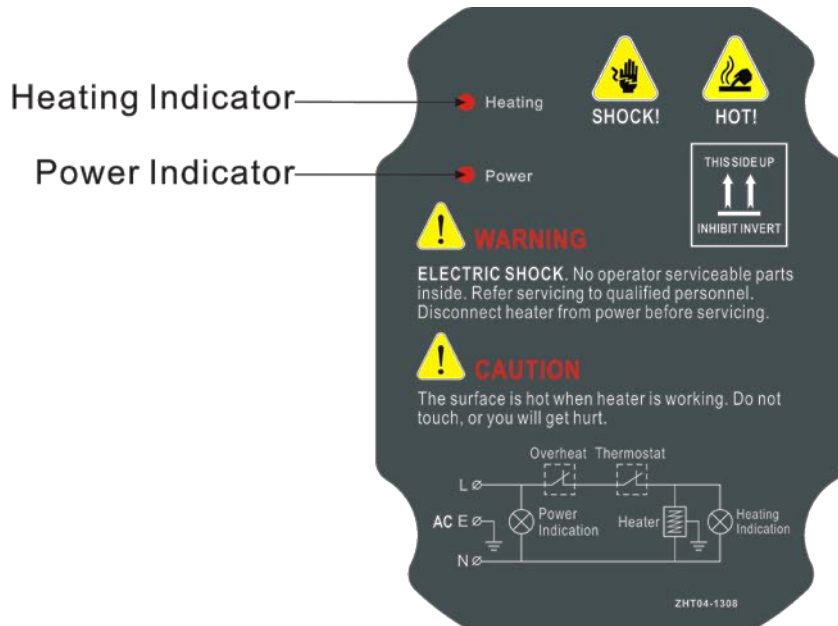 SHOCK!
HOT!
Heating Indicator
Heating
Power Indicator
Power
THIS SIDE UP
INHIBIT INVERT
WARNING
ELECTRIC SHOCK. No operator serviceable parts
inside. Refer servicing to qualified personnel.
Disconnect heater from power before servicing.
CAUTION
The surface is hot when heater is working. Do not
touch, or you will get hurt.
Overheat Thermostat
L
AC E
Power
Indication
Heater
Heating
Indication
N
ZHT04-1308